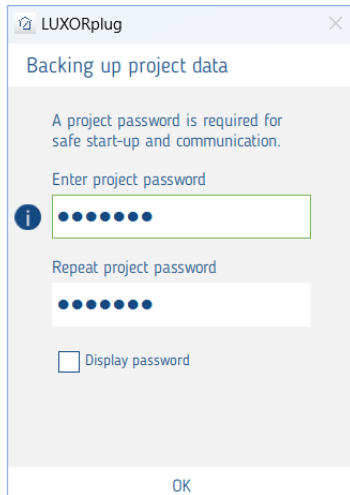 LUXORplug
Backing up project data
A project password is required for
safe start-up and communication.
Enter project password
●●●●●●●
Repeat project password
●●●●●●●
Display password
OK